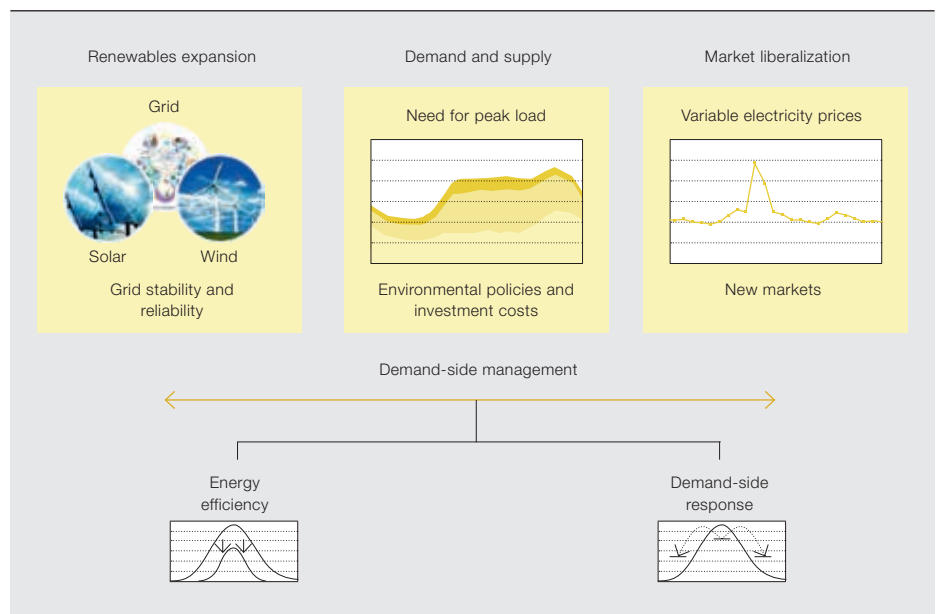 Renewables expansion
Demand and supply
Market liberalization
Grid
Solar
Wind
Grid stability and
reliability
Need for peak load
Environmental policies and
investment costs
Variable electricity prices
New markets
Demand-side management
Energy
efficiency
Demand-side
response